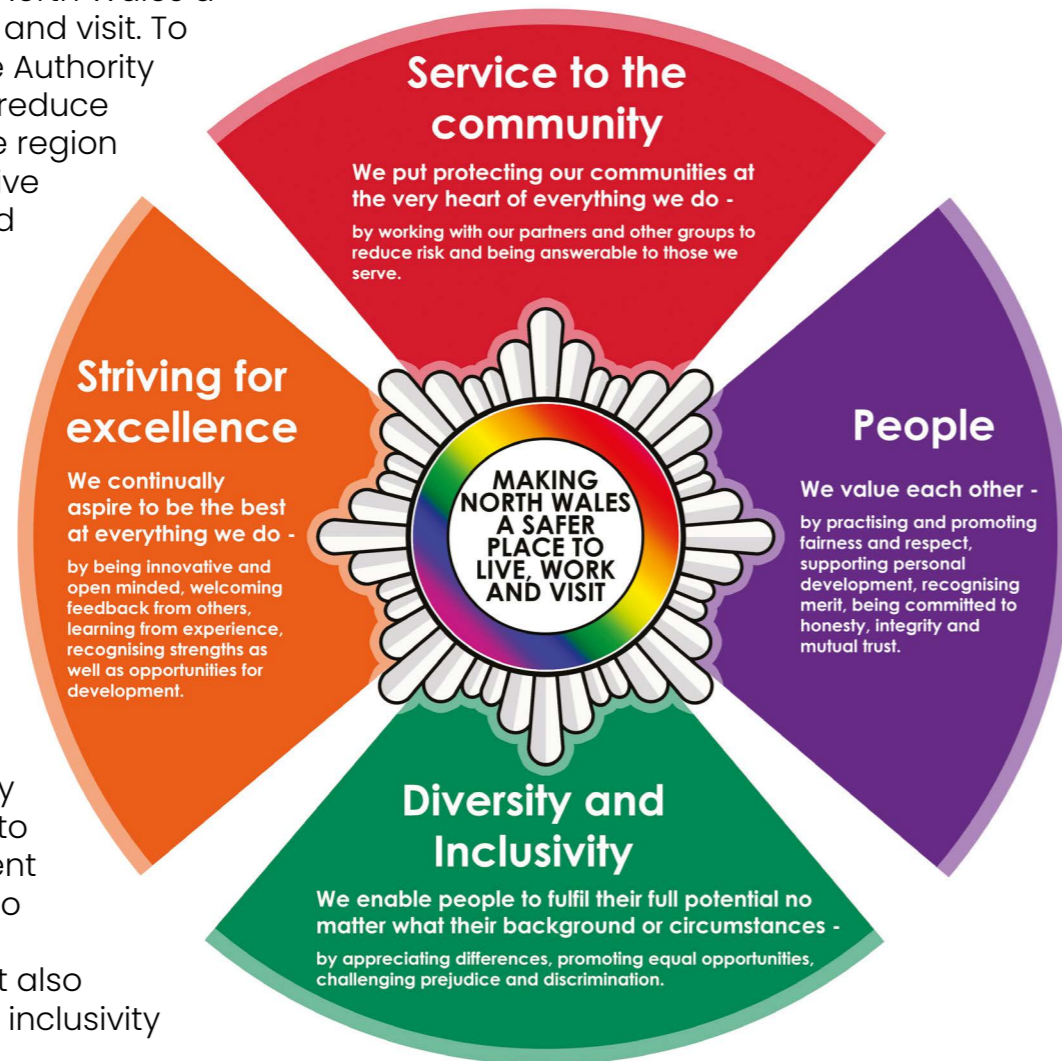 and visit. To
Authority
reduce
region
Service to the
community
We put protecting our communities at
the very heart of everything we do -
by working with our partners and other groups to
reduce risk and being answerable to those we
serve.
Striving for
excellence
We continually
aspire to be the best
at everything we do -
by being innovative and
open minded, welcoming
feedback from others,
learning from experience,
recognising strengths as
well as opportunities for
development.
MAKING
NORTH WALES
A SAFER
PLACE TO
LIVE, WORK
AND VISIT
People
We value each other -
by practising and promoting
fairness and respect,
supporting personal
development, recognising
merit, being committed to
honesty, integrity and
mutual trust.
to
also
inclusivity
Diversity and
Inclusivity
We enable people to fulfil their full potential no
matter what their background or circumstances -
by appreciating differences, promoting equal opportunities,
challenging prejudice and discrimination.